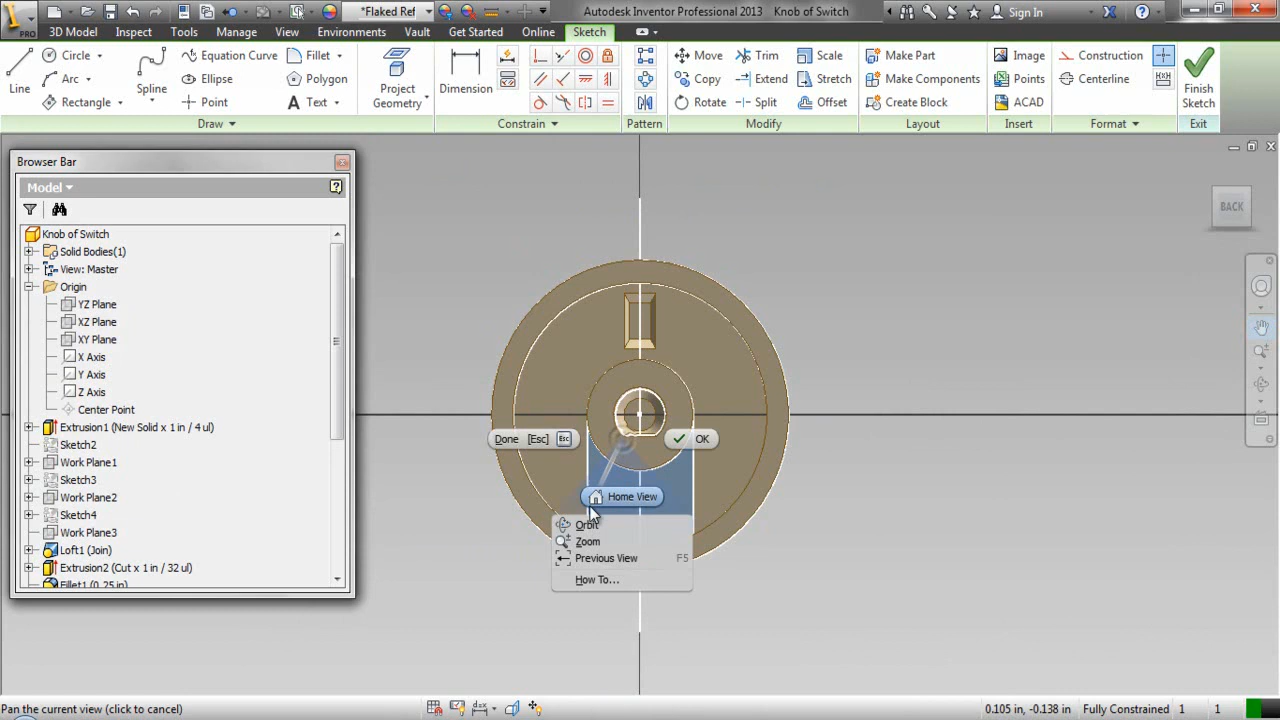 *Flaked Ref
Autodesk Inventor Professional 2013 Knob of Switch
Sign In
PRO
3D Model Inspect Tools Manage View Environments Vault Get Started Online Sketch
Circle Equation Curve Fillet
Move Trim Scale Make Part Image Construction
Arc Ellipse Polygon
Copy Extend Stretch Make Components Points Centerline
Line Spline Project Geometry Dimension Finish Sketch
Rectangle Point Text
Rotate Split Offset Create Block ACAD
Draw Constrain Pattern Modify Layout Insert Format Exit
Browser Bar
Model
Knob of Switch
Solid Bodies(1)
View: Master
Origin
YZ Plane
XZ Plane
XY Plane
X Axis
Y Axis
Z Axis
Center Point
Extrusion1 (New Solid x 1 in / 4 ul)
Sketch2
Work Plane1
Sketch3
Work Plane2
Sketch4
Work Plane3
Loft1 (Join)
Extrusion2 (Cut x 1 in / 32 ul)
Fillet1 (0.25 in)
BACK
Done [Esc] Esc
OK
Home View
Orbit
Zoom
Previous View F5
How To...
Pan the current view (click to cancel)
0.105 in, -0.138 in Fully Constrained 1 1